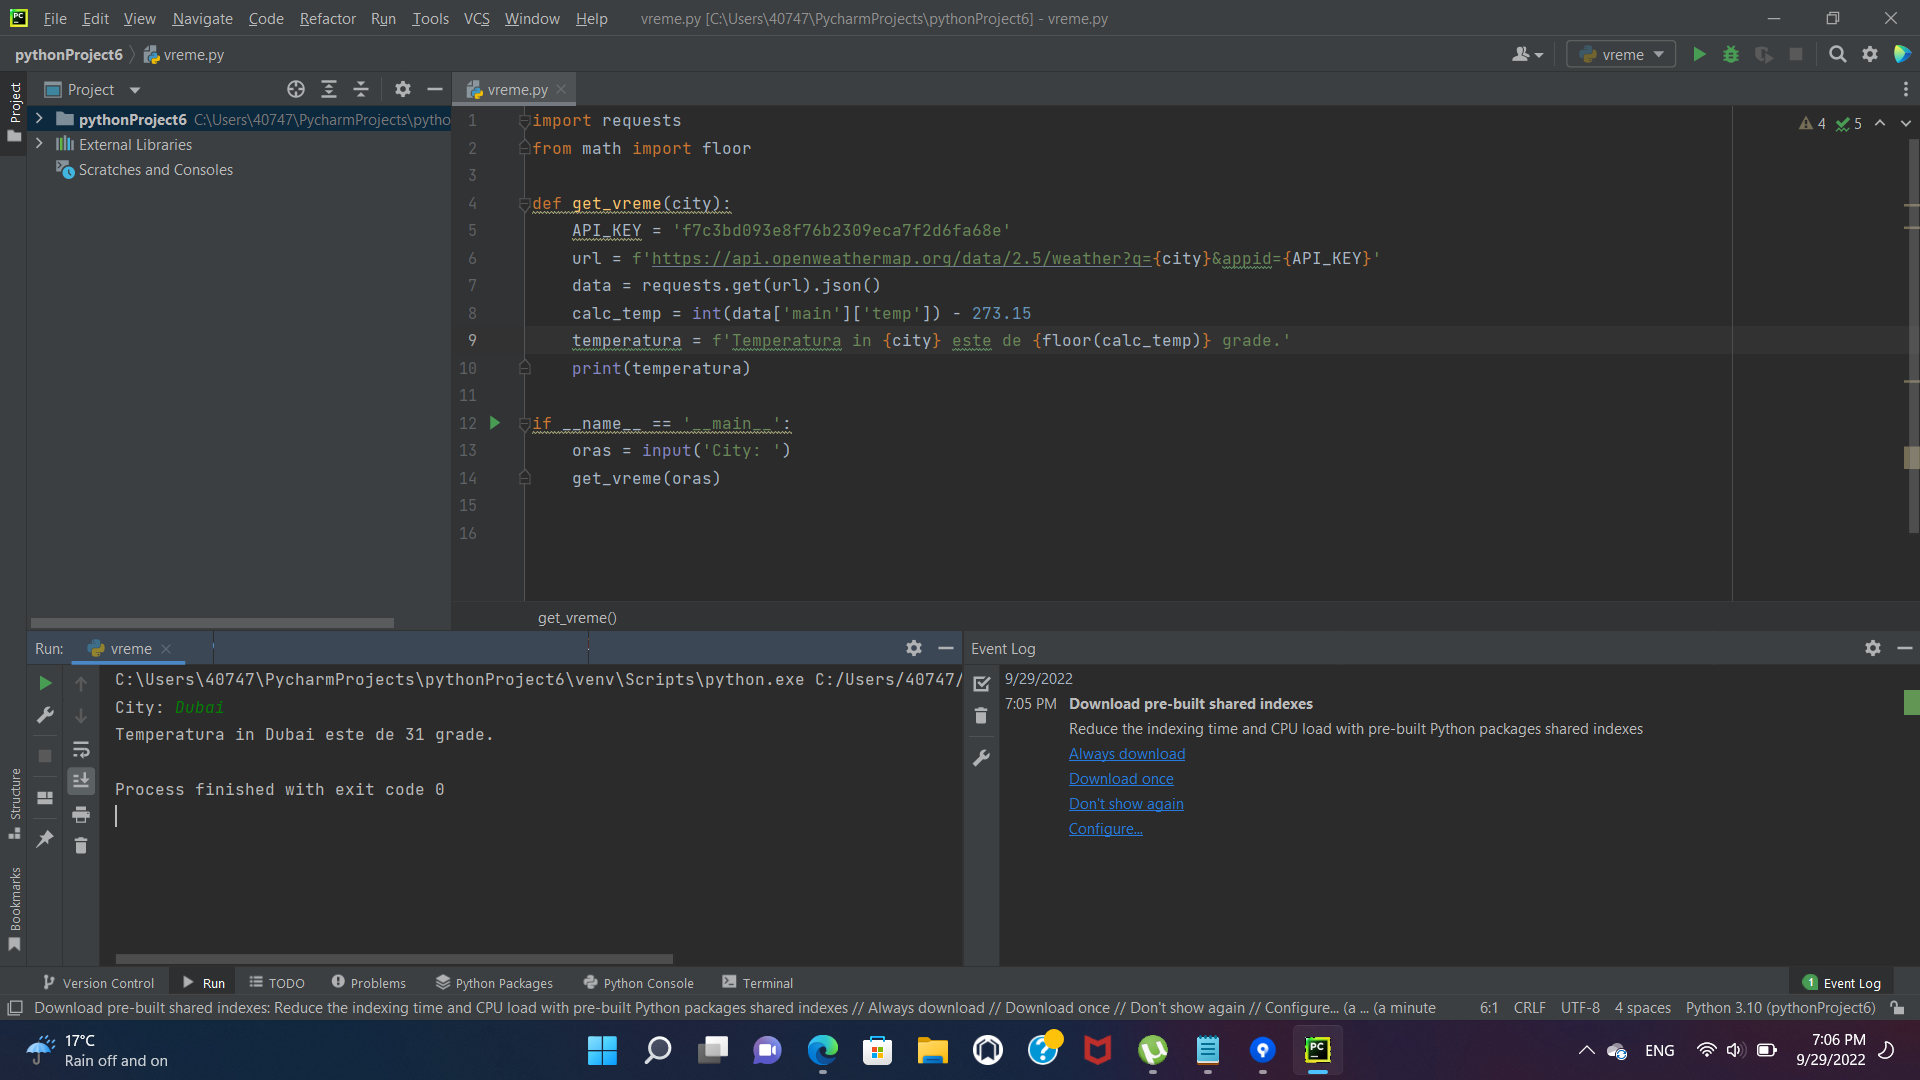 File Edit View Navigate Code Refactor Run Tools VCS Window Help vreme.py [C:\Users\40747\PycharmProjects\pythonProject6] - vreme.py
pythonProject6 vreme.py
vreme
Project
Project
vreme.py
pythonProject6 C:\Users\40747\PycharmProjects\pytho
External Libraries
Scratches and Consoles
4 5
1 import requests
2 from math import floor
3
4 def get_vreme(city):
5 API_KEY = 'f7c3bd093e8f76b2309eca7f2d6fa68e'
6 url = f'https://api.openweathermap.org/data/2.5/weather?q={city}&appid={API_KEY}'
7 data = requests.get(url).json()
8 calc_temp = int(data['main']['temp']) - 273.15
9 temperatura = f'Temperatura in {city} este de {floor(calc_temp)} grade.'
10 print(temperatura)
11
12 if __name__ == '__main__':
13 oras = input('City: ')
14 get_vreme(oras)
15
16
get_vreme()
Run: vreme
C:\Users\40747\PycharmProjects\pythonProject6\venv\Scripts\python.exe C:/Users/40747/
City: Dubai
Temperatura in Dubai este de 31 grade.
Process finished with exit code 0
Structure
Bookmarks
Event Log
9/29/2022
7:05 PM Download pre-built shared indexes
Reduce the indexing time and CPU load with pre-built Python packages shared indexes
Always download
Download once
Don't show again
Configure...
Version Control Run TODO Problems Python Packages Python Console Terminal 1 Event Log
Download pre-built shared indexes: Reduce the indexing time and CPU load with pre-built Python packages shared indexes // Always download // Download once // Don't show again // Configure... (a ... (a minute 6:1 CRLF UTF-8 4 spaces Python 3.10 (pythonProject6)
17°C
Rain off and on
PC
ENG
7:06 PM
9/29/2022